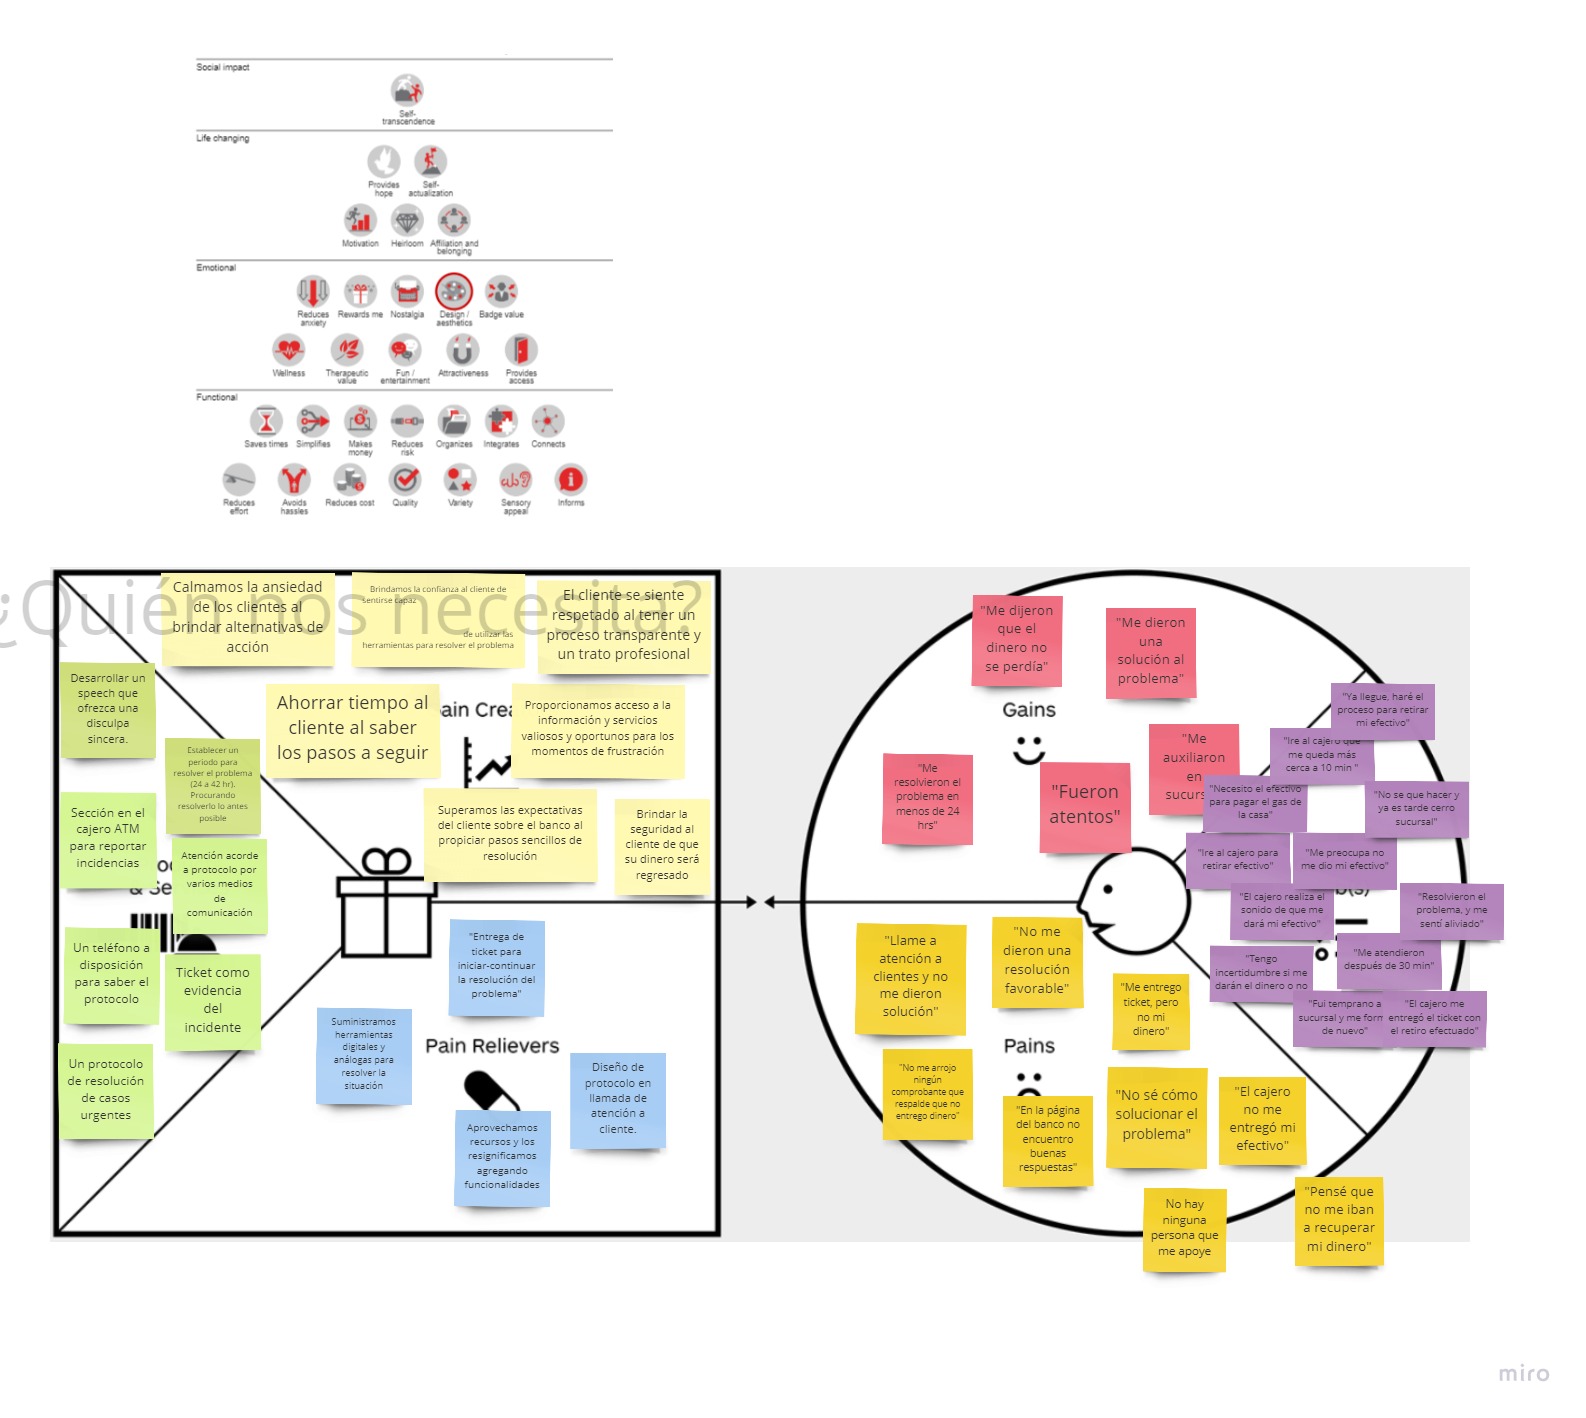 Social impact
Self-
transcendence
Life changing
Provides
hope
Self-
actualization
Motivation
Heirloom
Affiliation and
belonging
Emotional
Reduces
anxiety
Rewards me
Nostalgia
Design /
aesthetics
Badge value
Wellness
Therapeutic
value
Fun /
entertainment
Attractiveness
Provides
access
Functional
Saves times
Simplifies
Makes
money
Reduces
risk
Organizes
Integrates
Connects
Reduces
effort
Avoids
hassles
Reduces cost
Quality
Variety
Sensory
appeal
Informs
¿Quién nos necesita?
Calmamos la ansiedad
de los clientes al
brindar alternativas de
acción
Brindamos la confianza al cliente de
sentirse capaz
de utilizar las
herramientas para resolver el problema
El cliente se siente
respetado al tener un
proceso transparente y
un trato profesional
Desarrollar un
speech que
ofrezca una
disculpa
sincera.
Establecer un
periodo para
resolver el problema
(24 a 42 hr).
Procurando
resolverlo lo antes
posible
Ahorrar tiempo al
cliente al saber
los pasos a seguir
Proporcionamos acceso a la
información y servicios
valiosos y oportunos para los
momentos de frustración
Superamos las expectativas
del cliente sobre el banco al
propiciar pasos sencillos de
resolución
Brindar la
seguridad al
cliente de que
su dinero será
regresado
Sección en el
cajero ATM
para reportar
incidencias
Atención acorde
a protocolo por
varios medios
de
comunicación
Un teléfono a
disposición
para saber el
protocolo
Ticket como
evidencia
del
incidente
Un protocolo
de resolución
de casos
urgentes
"Entrega de
ticket para
iniciar-continuar
la resolución del
problema"
Suministramos
herramientas
digitales y
análogas para
resolver la
situación
Pain Relievers
Diseño de
protocolo en
llamada de
atención a
cliente.
Aprovechamos
recursos y los
resignificamos
agregando
funcionalidades
"Me dijeron
que el
dinero no
se perdía"
"Me dieron
una
solución al
problema"
Gains
"Me
resolvieron el
problema en
menos de 24
hrs"
"Fueron
atentos"
"Me
auxiliaron
en
"Ya llegue, haré el
proceso para retirar
mi efectivo"
"Ire al cajero que
me queda más
cerca a 10 min "
"Necesito el efectivo
para pagar el gas de
la casa"
"No se que hacer y
ya es tarde cerro
sucursal"
"Ire al cajero para
retirar efectivo"
"Me preocupa no
me dio mi efectivo"
"El cajero realiza el
sonido de que me
dará mi efectivo"
"Resolvieron el
problema, y me
sentí aliviado"
"Tengo
incertidumbre si me
darán el dinero o no
"Me atendieron
después de 30 min"
"Fui temprano a
sucursal y me
de nuevo"
"El cajero me
entregó el ticket con
el retiro efectuado"
"Llame a
atención a
clientes y no
me dieron
solución"
"No me
dieron una
resolución
favorable"
"Me entrego
ticket, pero
no mi
dinero"
Pains
"No me arrojo
ningún
comprobante que
respalde que no
entrego dinero"
"En la página
del banco no
encuentro
buenas
respuestas"
"No sé cómo
solucionar el
problema"
"El cajero
no me
entregó mi
efectivo"
No hay
ninguna
persona que
me apoye
"Pensé que
no me iban
a recuperar
mi dinero"
miro